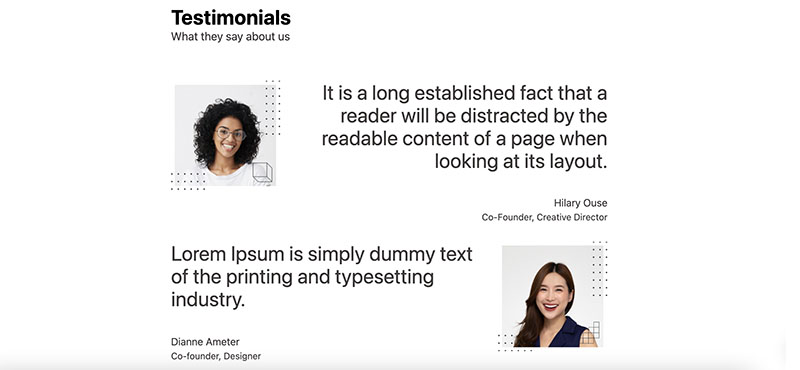 Testimonials
What they say about us
It is a long established fact that a
reader will be distracted by the
readable content of a page when
looking at its layout.
Hilary Ouse
Co-Founder, Creative Director
Lorem Ipsum is simply dummy text
of the printing and typesetting
industry.
Dianne Ameter
Co-founder, Designer